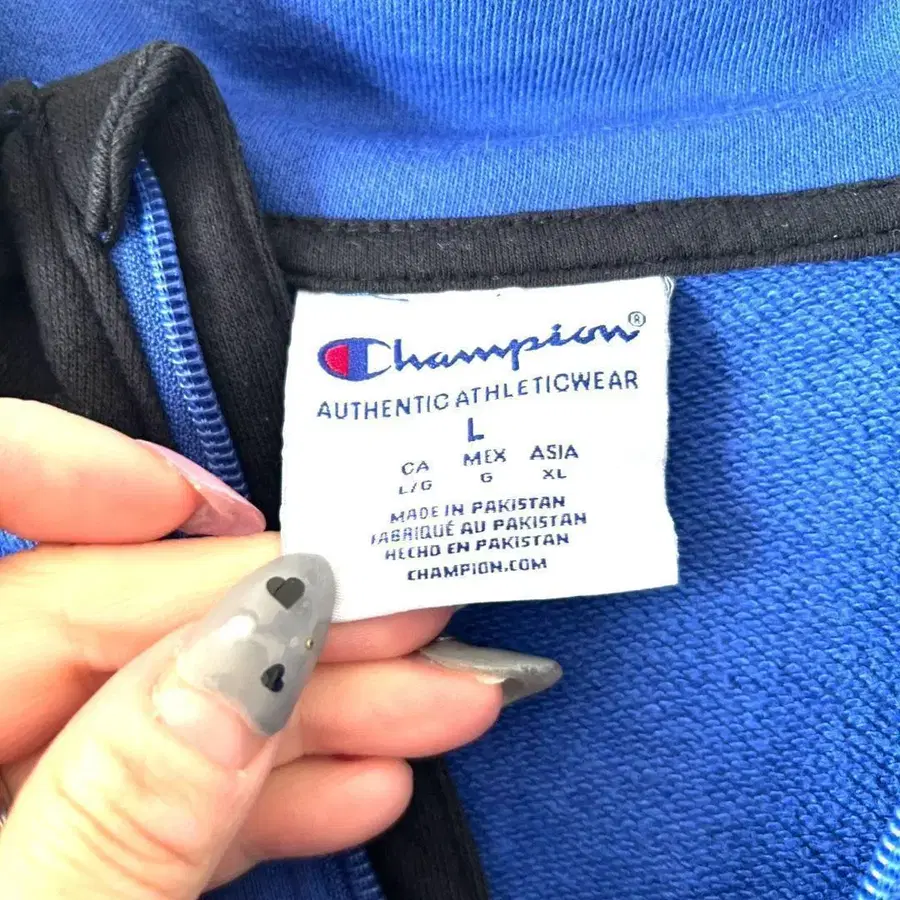 Champion®
AUTHENTIC ATHLETICWEAR
L
CA MEX ASIA
L/G G XL
MADE IN PAKISTAN
FABRIQUÉ AU PAKISTAN
HECHO EN PAKISTAN
CHAMPION.COM